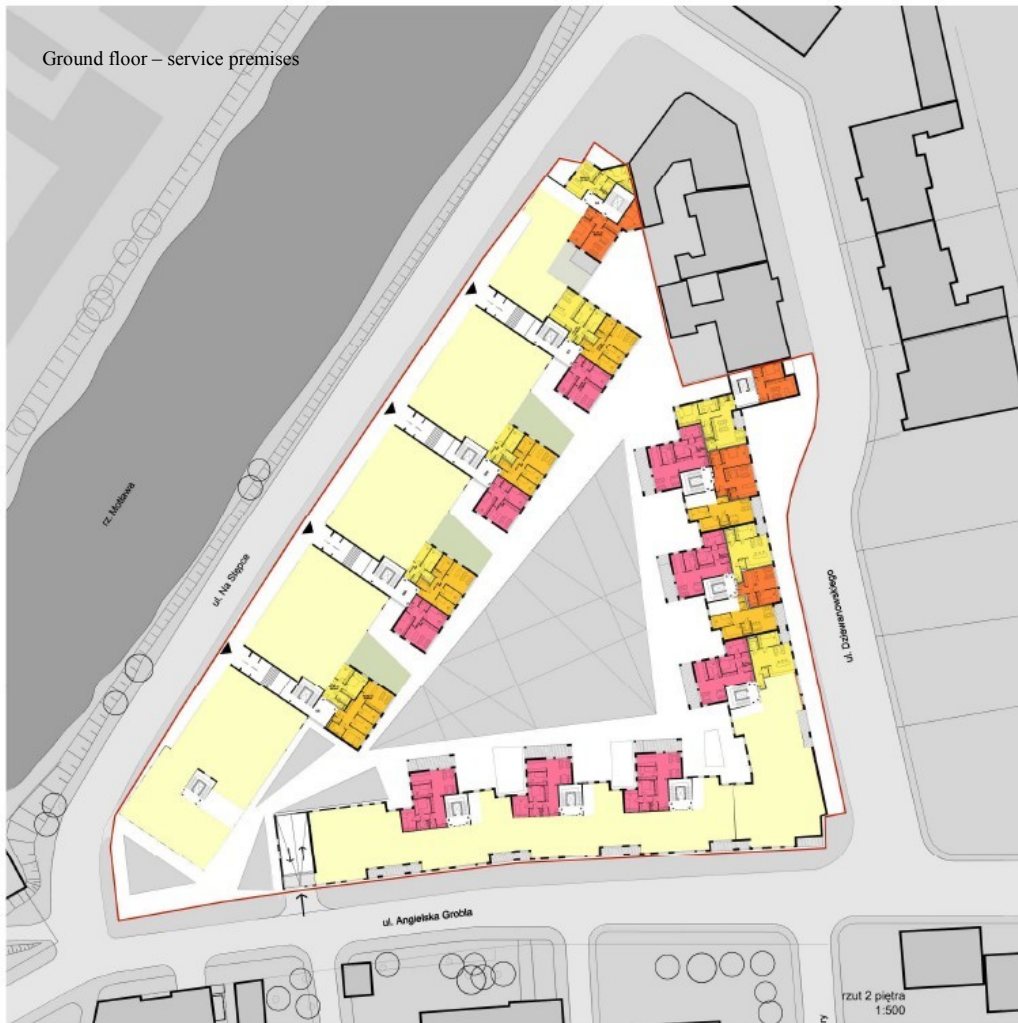 Ground floor – service premises
rz. Motława
ul. Na Stępce
ul. Dziewanowskiego
ul. Angielska Grobla
rzut 2 piętra
1:500